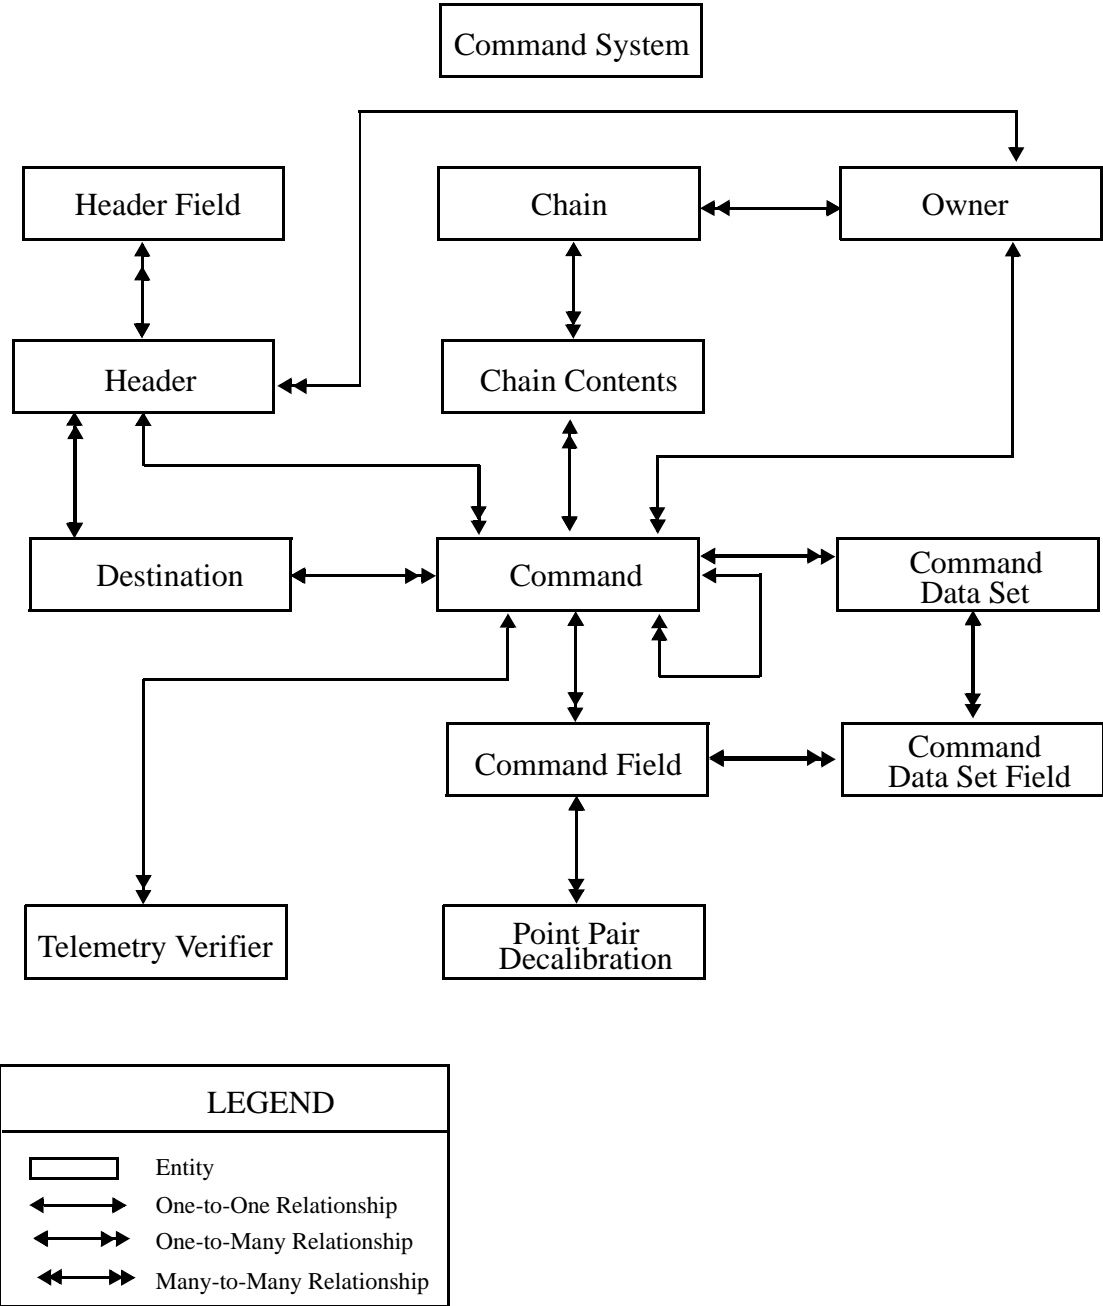 Command System
Header Field
Chain
Owner
Header
Chain Contents
Destination
Command
Command
Data Set
Command Field
Command
Data Set Field
Telemetry Verifier
Point Pair
Decalibration
LEGEND
Entity
One-to-One Relationship
One-to-Many Relationship
Many-to-Many Relationship